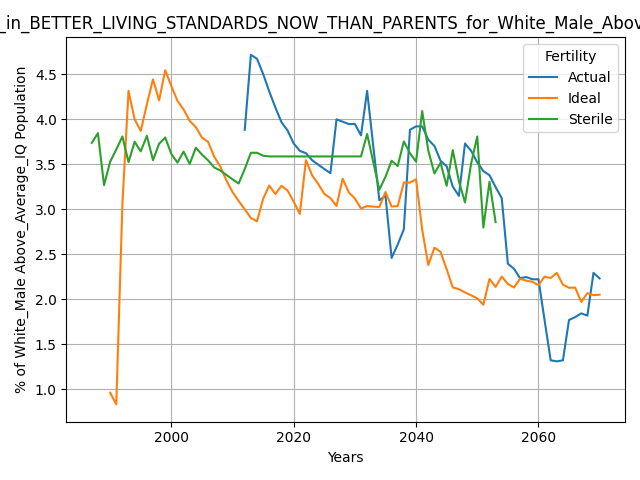 _in_BETTER_LIVING_STANDARDS_NOW_THAN_PARENTS_for_White_Male_Abov
Fertility
Actual
Ideal
Sterile
% of White_Male Above_Average_IQ Population
4.5
4.0
3.5
3.0
2.5
2.0
1.5
1.0
2000 2020 2040 2060
Years